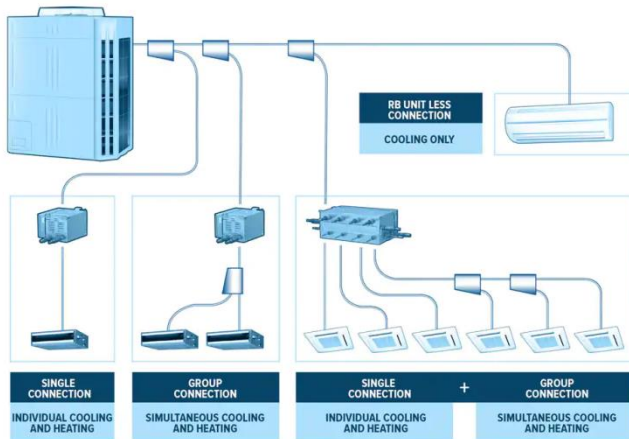 RB UNIT LESS
CONNECTION
COOLING ONLY
SINGLE
CONNECTION
INDIVIDUAL COOLING
AND HEATING
GROUP
CONNECTION
SIMULTANEOUS COOLING
AND HEATING
SINGLE
CONNECTION
+
GROUP
CONNECTION
INDIVIDUAL COOLING
AND HEATING
SIMULTANEOUS COOLING
AND HEATING